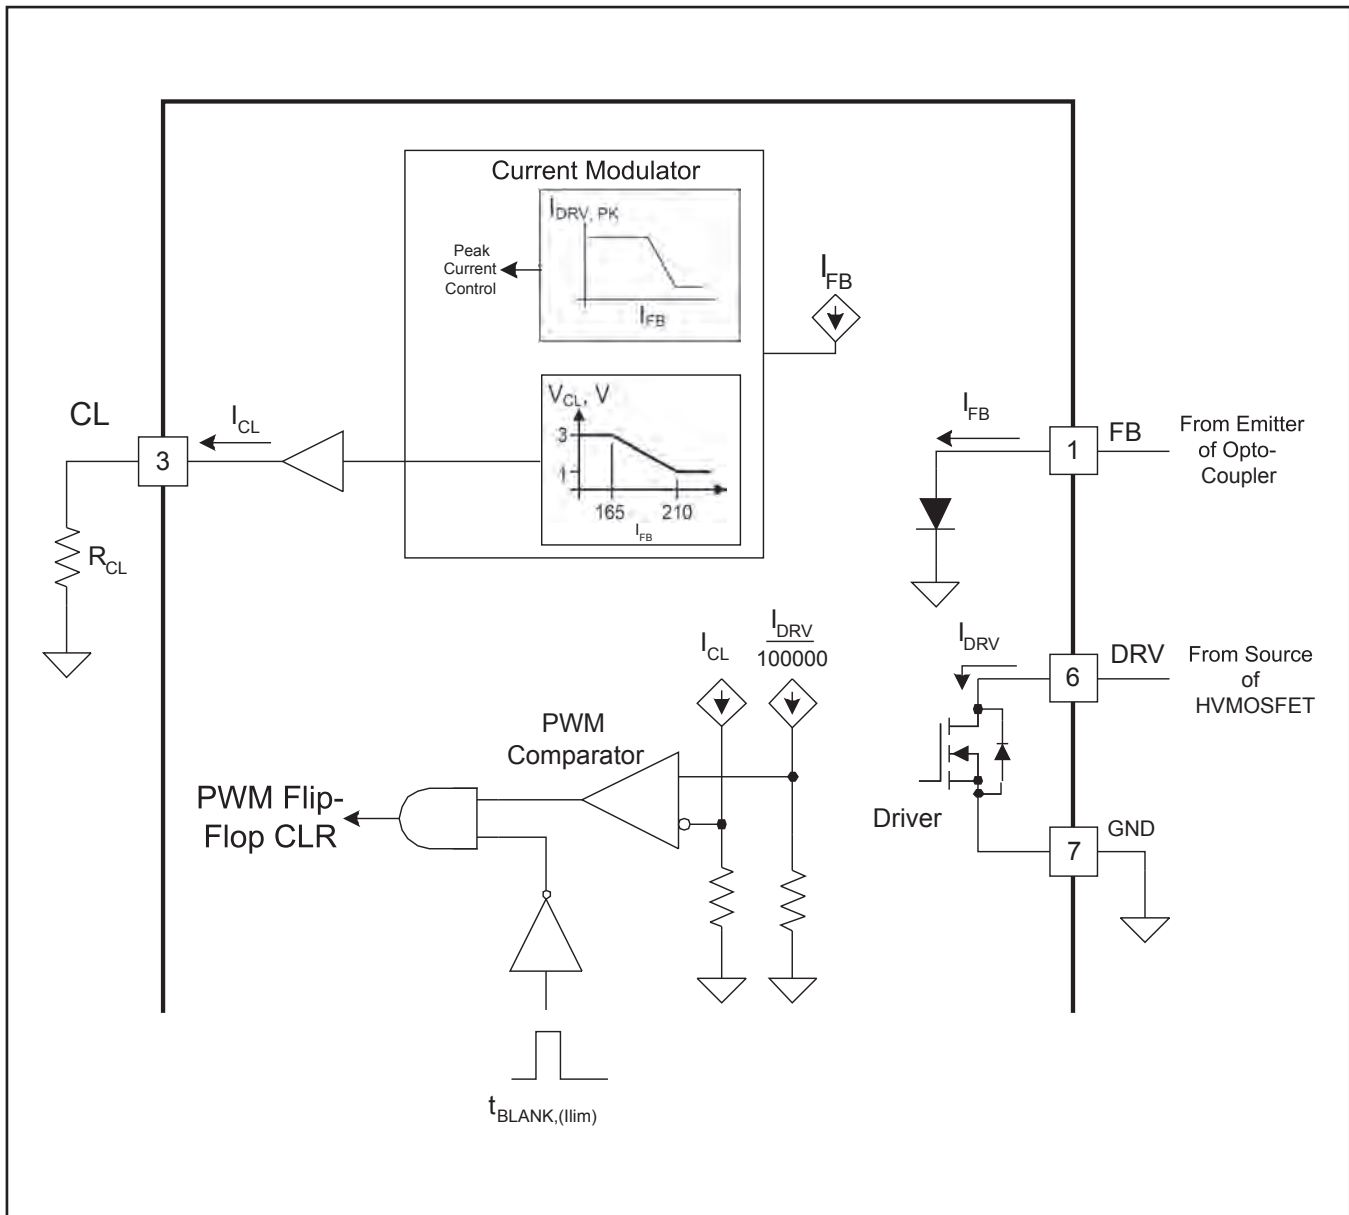 Current Modulator
I_DRV, PK
Peak
Current
Control
I_FB
I_FB
V_CL, V
3
1
165
210
I_FB
CL
I_CL
3
R_CL
I_FB
1
FB
From Emitter
of Opto-
Coupler
I_CL
I_DRV
100000
I_DRV
6
DRV
From Source
of
HVMOSFET
PWM
Comparator
PWM Flip-
Flop CLR
Driver
7
GND
t_BLANK,(Ilim)